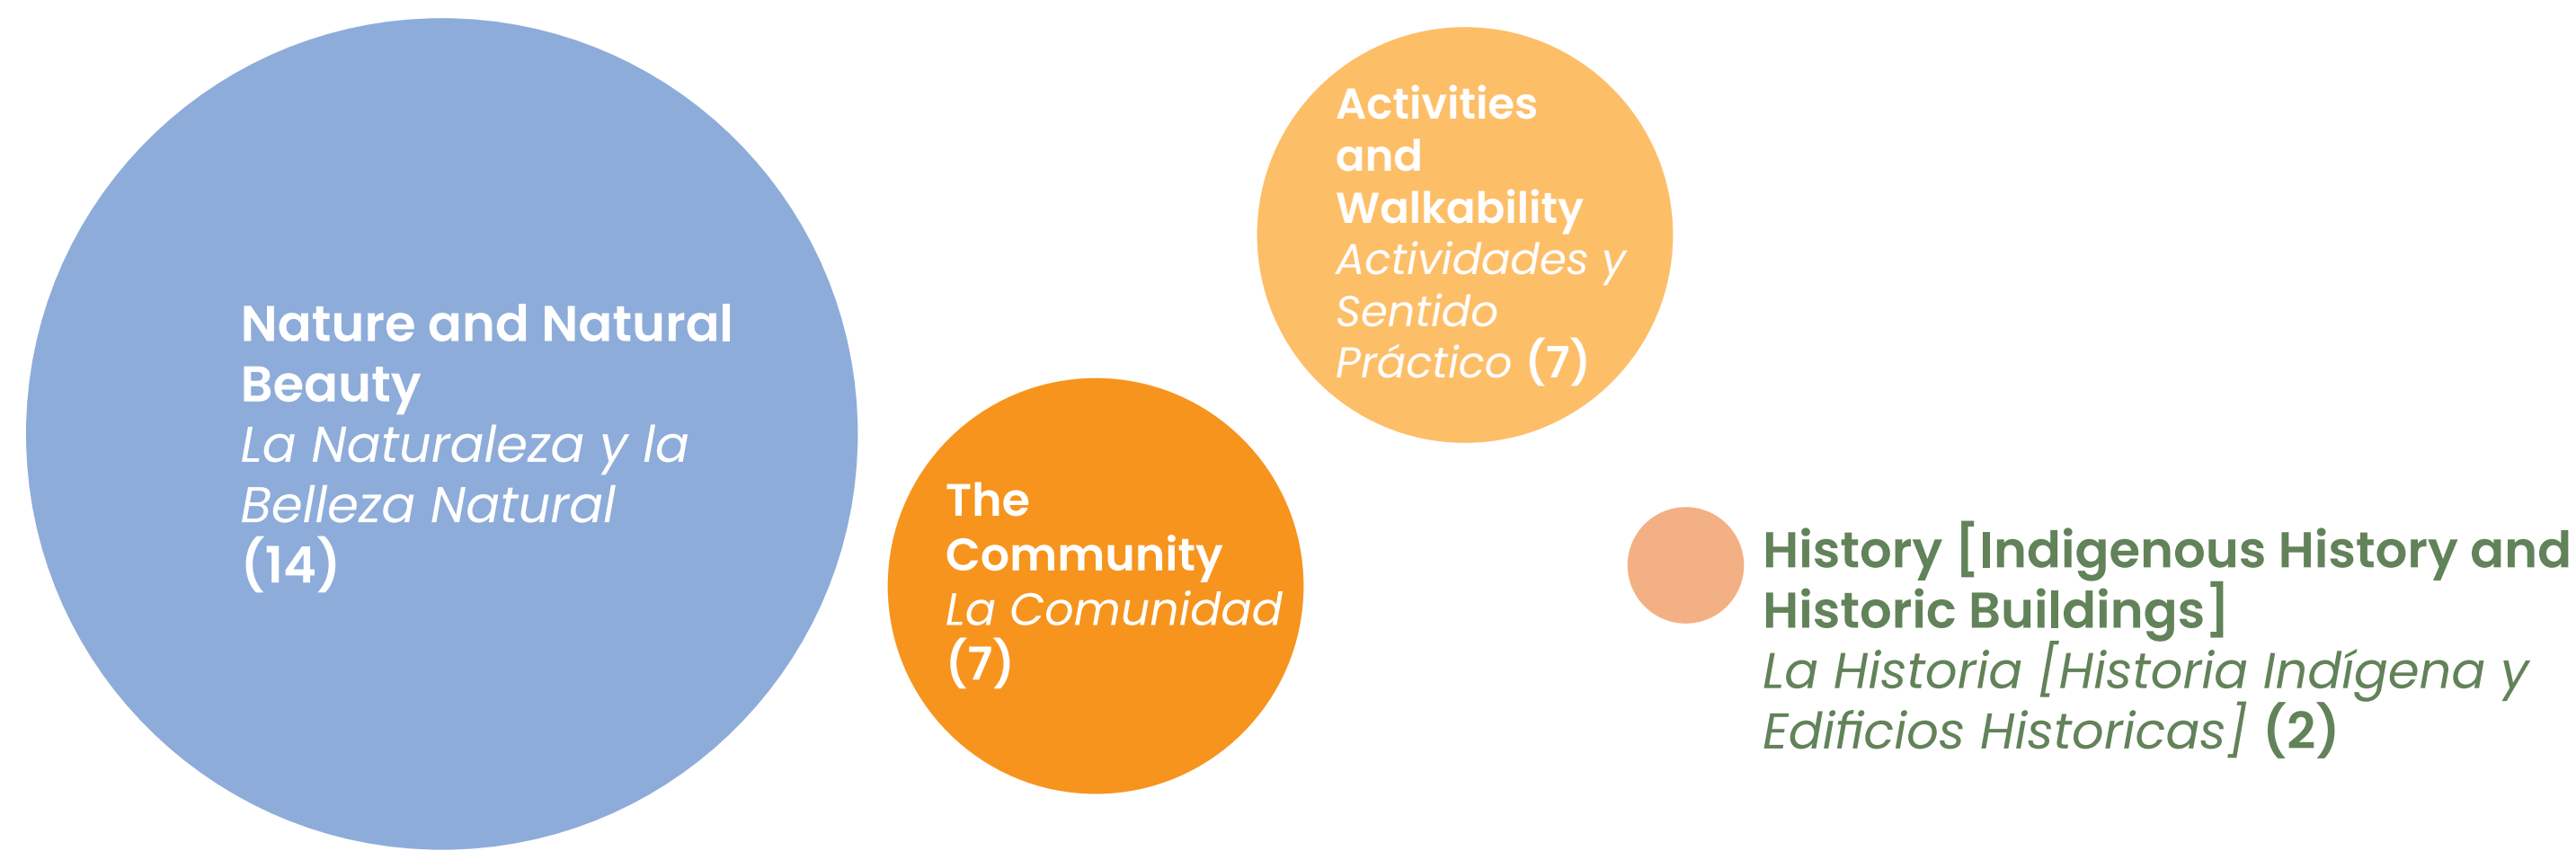 Nature and Natural
Beauty
La Naturaleza y la
Belleza Natural
(14)
The
Community
La Comunidad
(7)
Activities
and
Walkability
Actividades y
Sentido
Práctico (7)
History [Indigenous History and
Historic Buildings]
La Historia [Historia Indígena y
Edificios Historicas] (2)